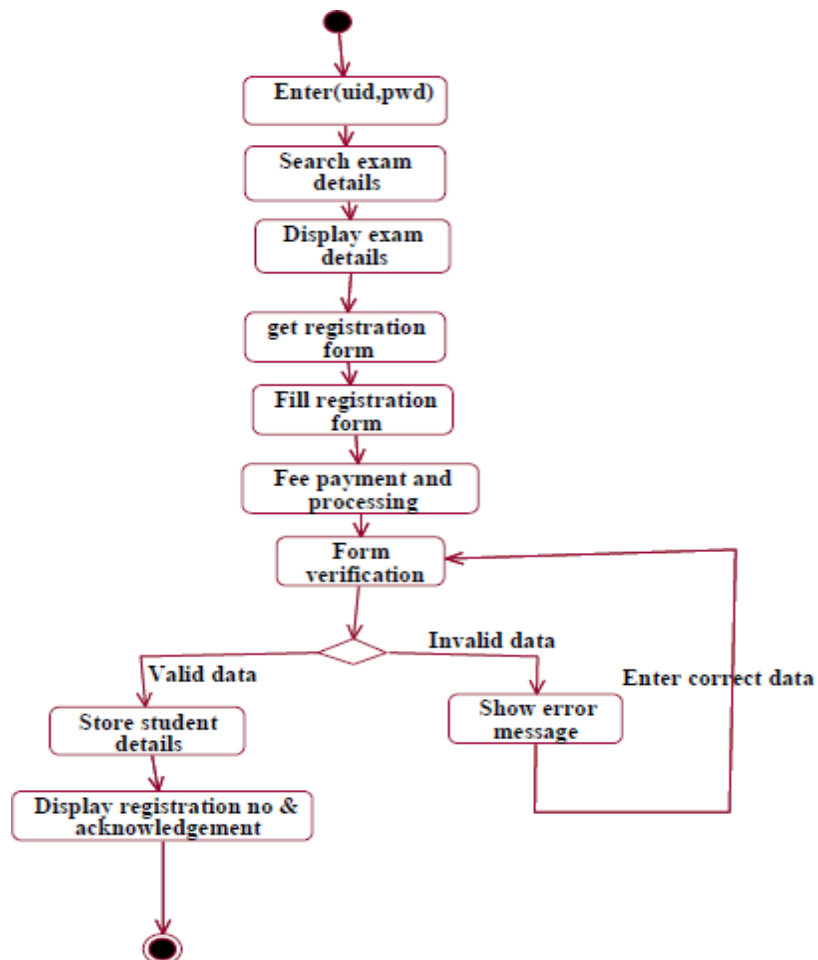 Enter(uid,pwd)
Search exam
details
Display exam
details
get registration
form
Fill registration
form
Fee payment and
processing
Form
verification
Invalid data
Valid data
Enter correct data
Show error
message
Store student
details
Display registration no &
acknowledgement